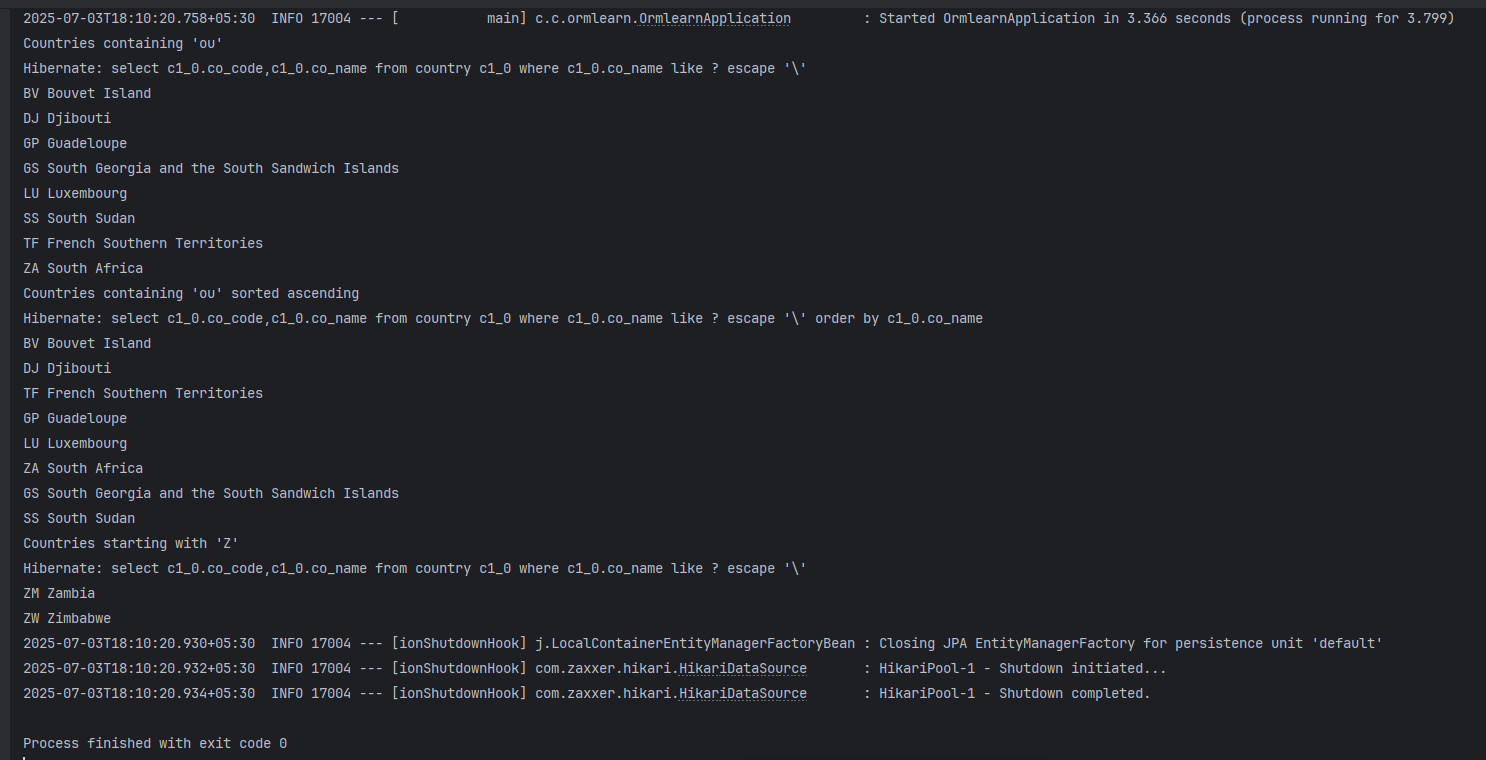 2025-07-03T18:10:20.758+05:30  INFO 17004 --- [           main] c.c.ormlearn.OrmlearnApplication         : Started OrmlearnApplication in 3.366 seconds (process running for 3.799)
Countries containing 'ou'
Hibernate: select c1_0.co_code,c1_0.co_name from country c1_0 where c1_0.co_name like ? escape '\'
BV Bouvet Island
DJ Djibouti
GP Guadeloupe
GS South Georgia and the South Sandwich Islands
LU Luxembourg
SS South Sudan
TF French Southern Territories
ZA South Africa
Countries containing 'ou' sorted ascending
Hibernate: select c1_0.co_code,c1_0.co_name from country c1_0 where c1_0.co_name like ? escape '\' order by c1_0.co_name
BV Bouvet Island
DJ Djibouti
TF French Southern Territories
GP Guadeloupe
LU Luxembourg
ZA South Africa
GS South Georgia and the South Sandwich Islands
SS South Sudan
Countries starting with 'Z'
Hibernate: select c1_0.co_code,c1_0.co_name from country c1_0 where c1_0.co_name like ? escape '\'
ZM Zambia
ZW Zimbabwe
2025-07-03T18:10:20.930+05:30  INFO 17004 --- [ionShutdownHook] j.LocalContainerEntityManagerFactoryBean : Closing JPA EntityManagerFactory for persistence unit 'default'
2025-07-03T18:10:20.932+05:30  INFO 17004 --- [ionShutdownHook] com.zaxxer.hikari.HikariDataSource       : HikariPool-1 - Shutdown initiated...
2025-07-03T18:10:20.934+05:30  INFO 17004 --- [ionShutdownHook] com.zaxxer.hikari.HikariDataSource       : HikariPool-1 - Shutdown completed.
Process finished with exit code 0